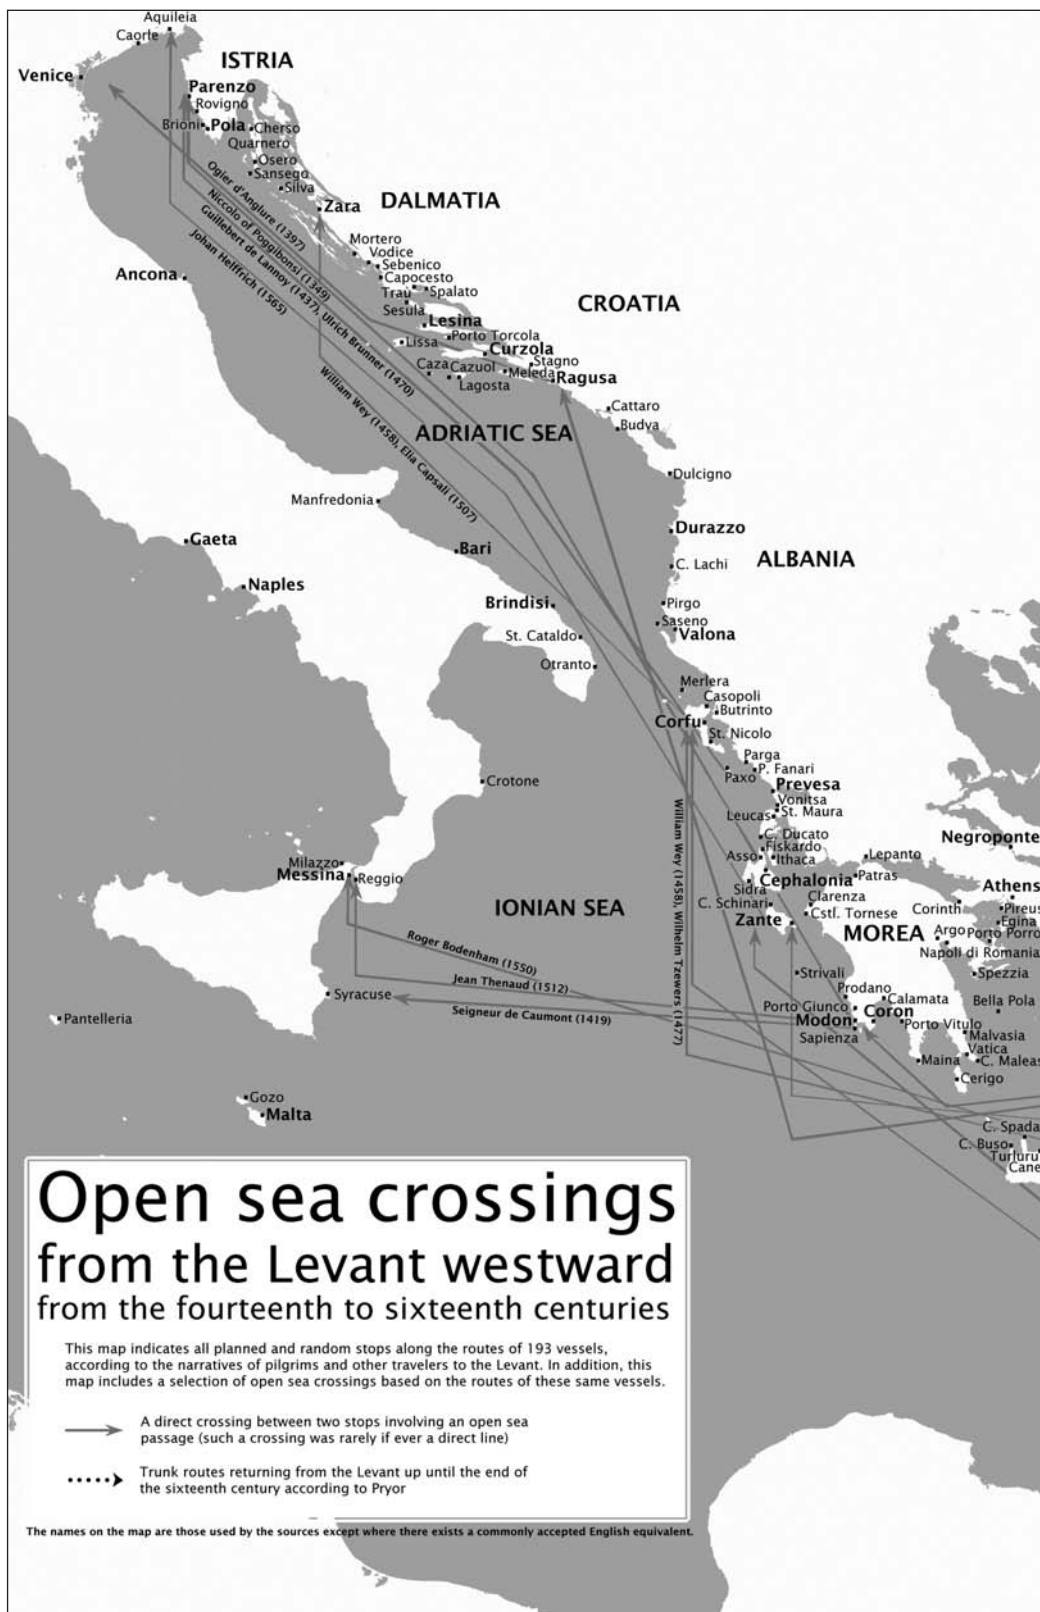 Aquileia
Caorle
ISTRIA
Venice
Parenzo
Rovigno
Brioni
Pola
Cherso
Quarnero
Osero
Sansego
Silva
Zara
DALMATIA
Ogier d'Anglure (1397)
Niccolo of Poggibonsi (1349)
Guillebert de Lannoy (1437), Ulrich Brunner (1470)
Johan Helffrich (1565)
Mortero
Vodice
Sebenico
Ancona
Capocesto
Traù
Spalato
Sesula
CROATIA
Lesina
Lissa
Porto Torcola
Curzola
Stagno
Caza
Cazuol
Meleda
Ragusa
Lagosta
William Wey (1458), Elia Capsali (1507)
Cattaro
Budva
ADRIATIC SEA
Dulcigno
Manfredonia
Durazzo
Gaeta
Bari
ALBANIA
C. Lachi
Naples
Brindisi
Pirgo
Saseno
Valona
St. Cataldo
Otranto
Merlera
Casopoli
Butrinto
Corfu
St. Nicolo
Parga
P. Fanari
Paxo
Crotone
Prevesa
Vonitsa
St. Maura
Leucas
William Wey (1458), Wilhelm Tzewers (1477)
C. Ducato
Negroponte
Fiskardo
Asso
Ithaca
Lepanto
Milazzo
Messina
Reggio
Sidra
Cephalonia
Patras
Athens
C. Schinari
Clarenza
Corinth
Pireus
IONIAN SEA
Zante
Cstl. Tornese
Egina
MOREA
Argo
Porto Porro
Napoli di Romania
Roger Bodenham (1550)
Strivali
Spezzia
Jean Thenaud (1512)
Syracuse
Prodano
Calamata
Bella Pola
Seigneur de Caumont (1419)
Porto Giunco
Coron
Pantelleria
Modon
Porto Vitulo
Sapienza
Malvasia
Vatica
Maina
C. Maleas
Cerigo
Gozo
Malta
C. Spada
C. Buso
Turluru
Cane
Open sea crossings
from the Levant westward
from the fourteenth to sixteenth centuries
This map indicates all planned and random stops along the routes of 193 vessels,
according to the narratives of pilgrims and other travelers to the Levant. In addition, this
map includes a selection of open sea crossings based on the routes of these same vessels.
A direct crossing between two stops involving an open sea
passage (such a crossing was rarely if ever a direct line)
Trunk routes returning from the Levant up until the end of
the sixteenth century according to Pryor
The names on the map are those used by the sources except where there exists a commonly accepted English equivalent.